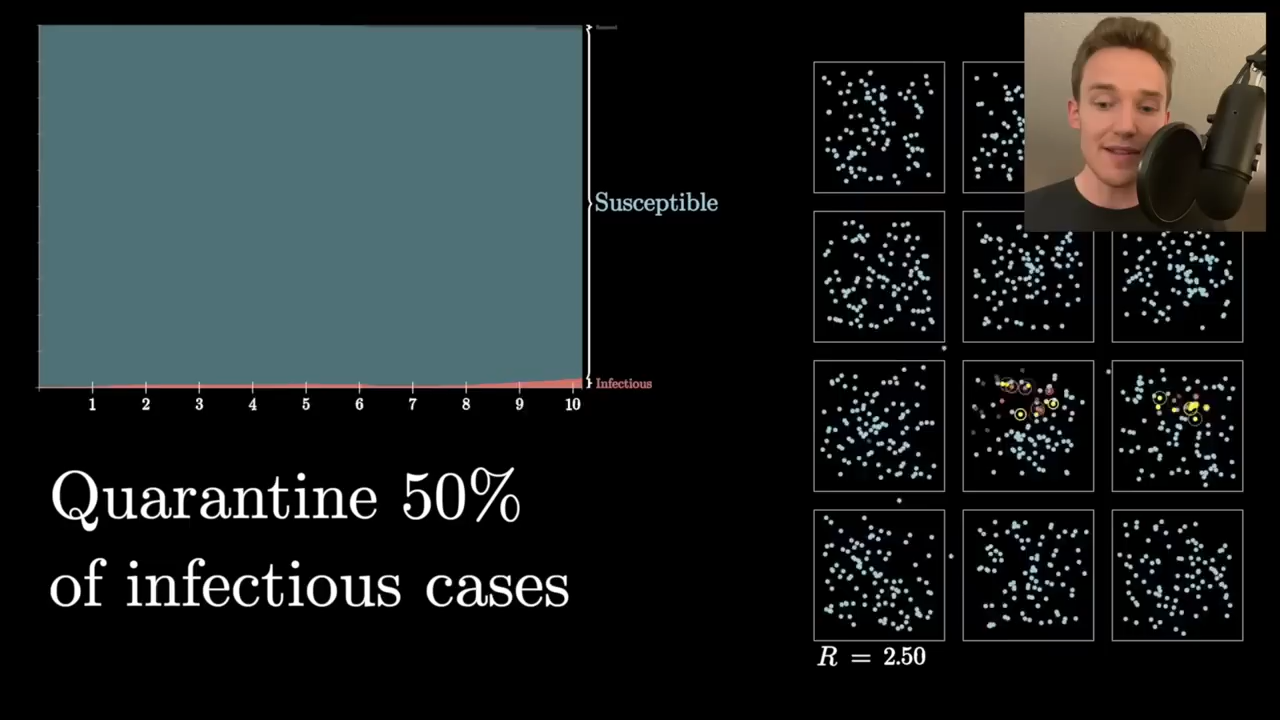 Susceptible
Infectious
1 2 3 4 5 6 7 8 9 10
Quarantine 50%
of infectious cases
R = 2.50